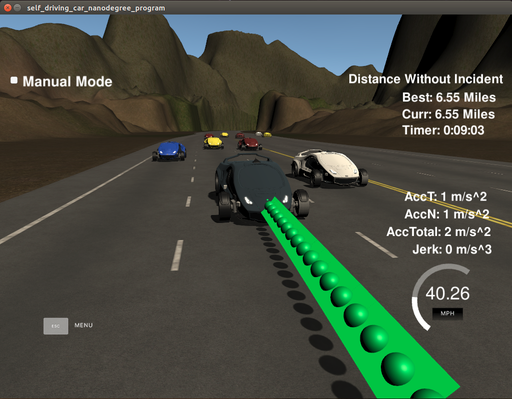 self_driving_car_nanodegree_program
Manual Mode
Distance Without Incident
Best: 6.55 Miles
Curr: 6.55 Miles
Timer: 0:09:03
AccT: 1 m/s^2
AccN: 1 m/s^2
AccTotal: 2 m/s^2
Jerk: 0 m/s^3
40.26
MPH
esc MENU